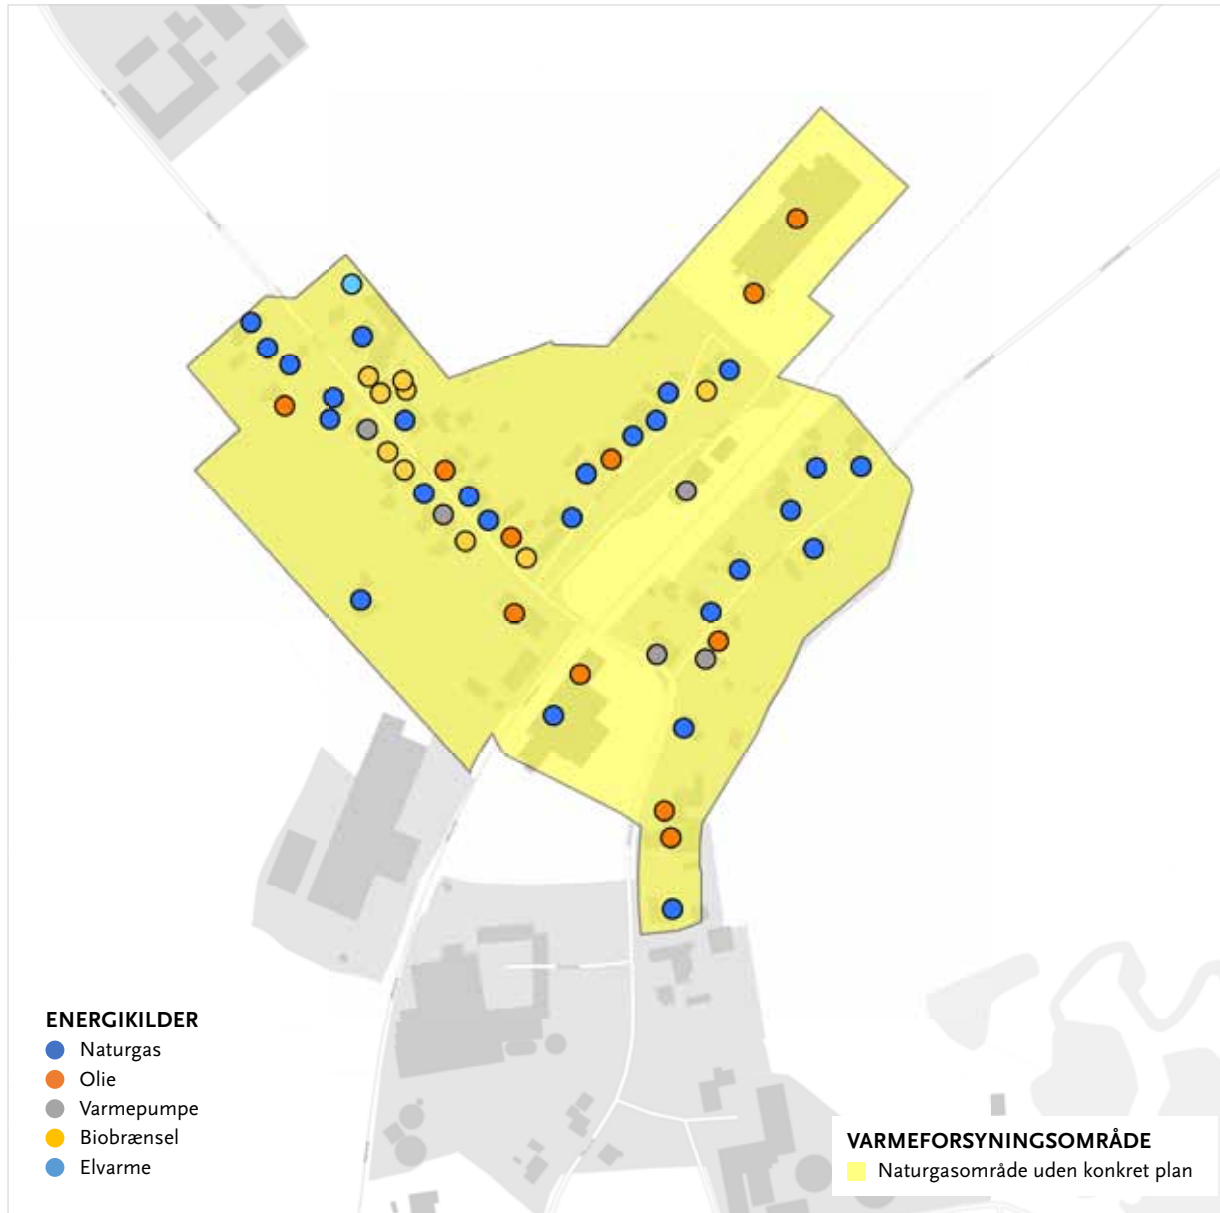 ENERGIKILDER
Naturgas
Olie
Varmepumpe
Biobrænsel
Elvarme
VARMEFORSYNINGSOMRÅDE
Naturgasområde uden konkret plan